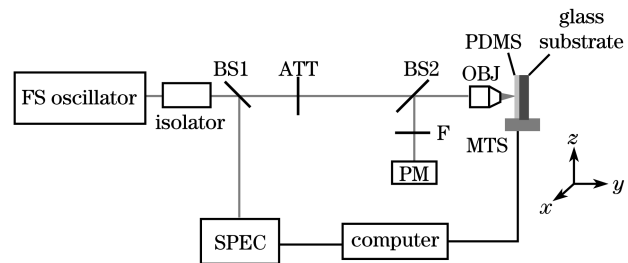 glass
PDMS substrate
BS1 ATT BS2 OBJ
FS oscillator
isolator
F
MTS
PM
z
y
x
SPEC
computer